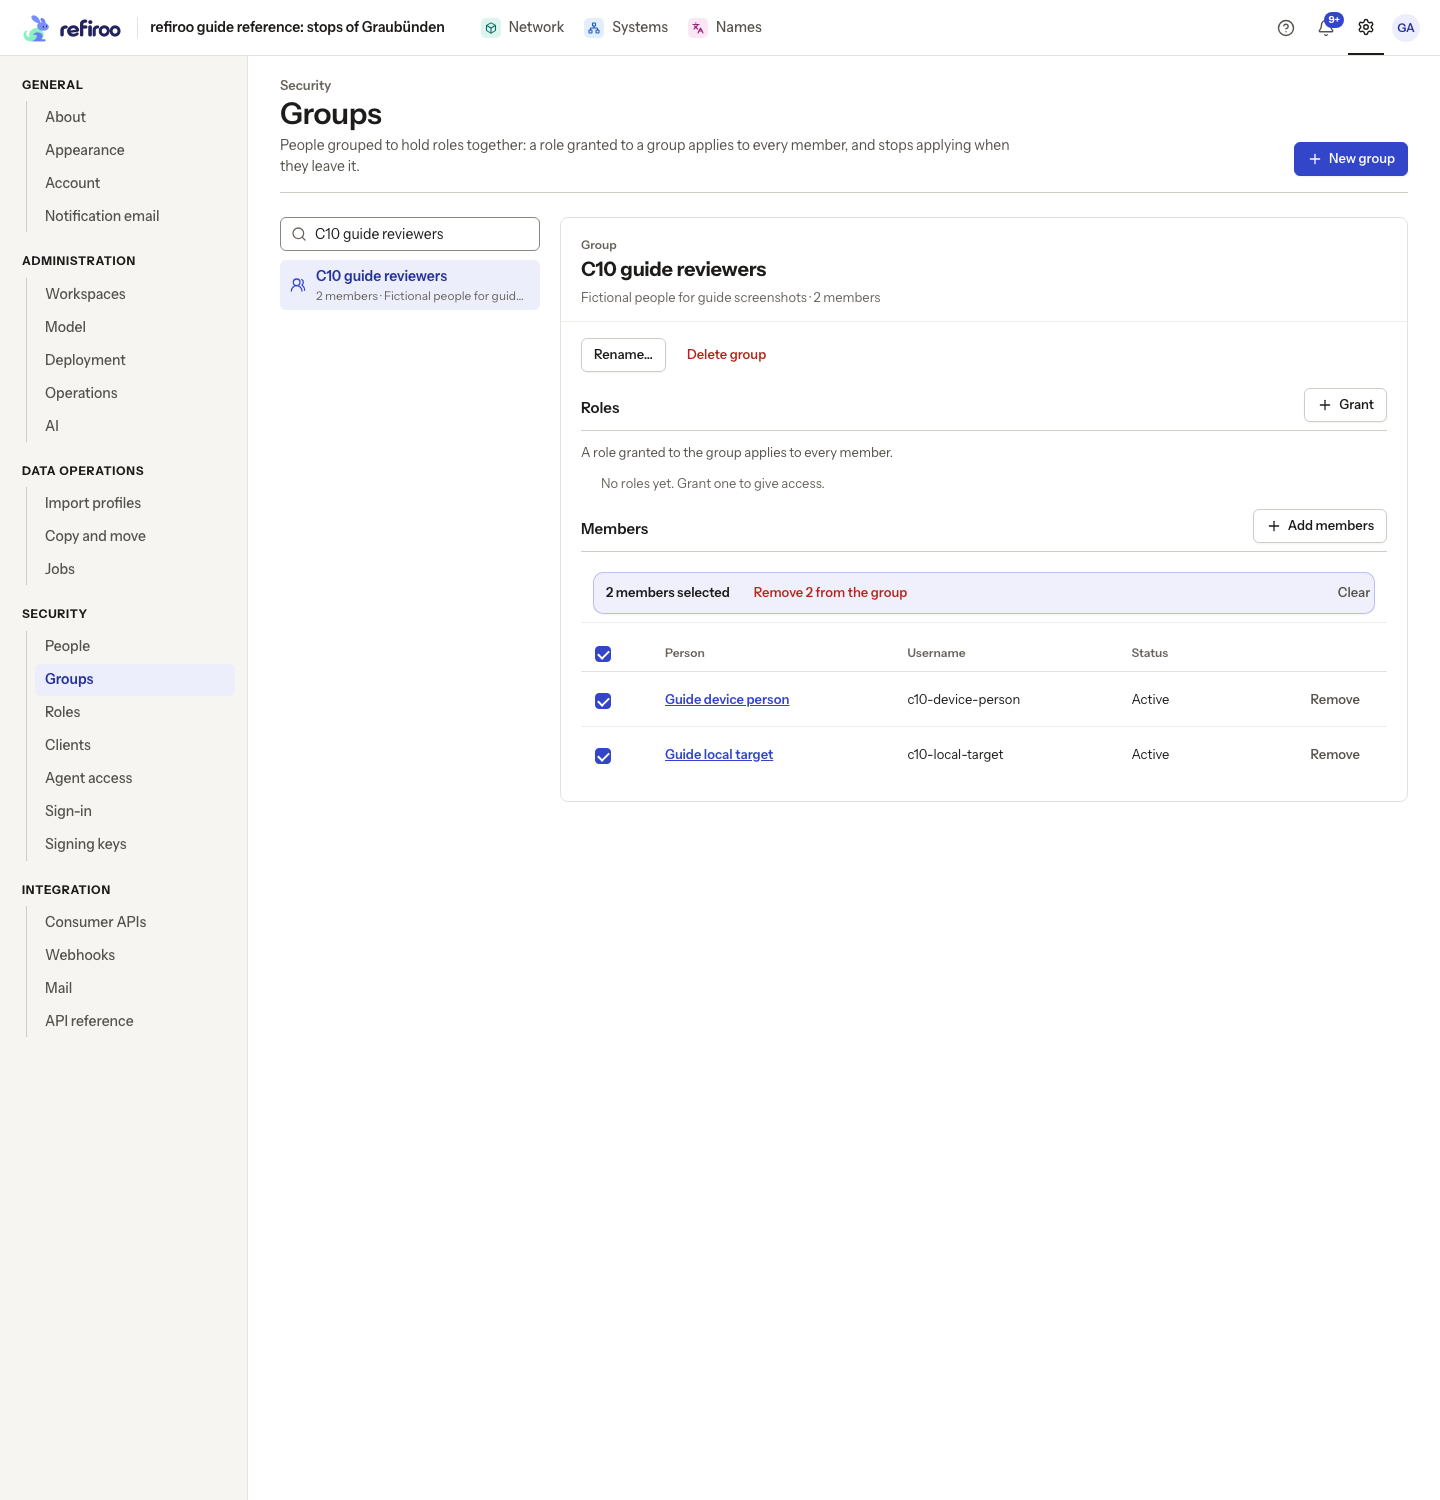 refiroo
refiroo guide reference: stops of Graubünden
Network
Systems
Names
9+
GA
GENERAL
About
Appearance
Account
Notification email
ADMINISTRATION
Workspaces
Model
Deployment
Operations
AI
DATA OPERATIONS
Import profiles
Copy and move
Jobs
SECURITY
People
Groups
Roles
Clients
Agent access
Sign-in
Signing keys
INTEGRATION
Consumer APIs
Webhooks
Mail
API reference
Security
Groups
People grouped to hold roles together: a role granted to a group applies to every member, and stops applying when
they leave it.
New group
C10 guide reviewers
C10 guide reviewers
2 members · Fictional people for guid...
Group
C10 guide reviewers
Fictional people for guide screenshots · 2 members
Rename...
Delete group
Roles
Grant
A role granted to the group applies to every member.
No roles yet. Grant one to give access.
Members
Add members
2 members selected
Remove 2 from the group
Clear
Person Username Status
Guide device person c10-device-person Active Remove
Guide local target c10-local-target Active Remove